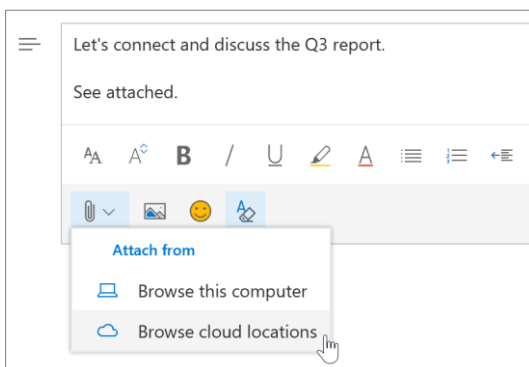 Let's connect and discuss the Q3 report.
See attached.
Attach from
Browse this computer
Browse cloud locations